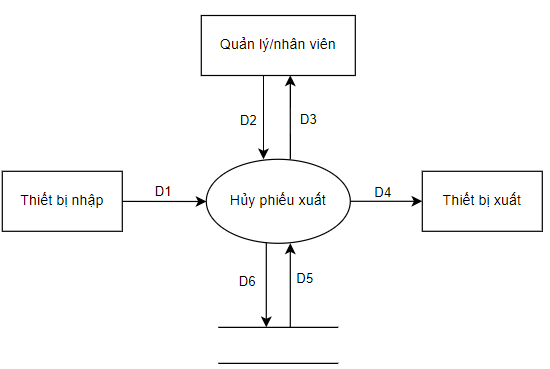 Quản lý/nhân viên
D2
D3
Thiết bị nhập
D1
Hủy phiếu xuất
D4
Thiết bị xuất
D6
D5